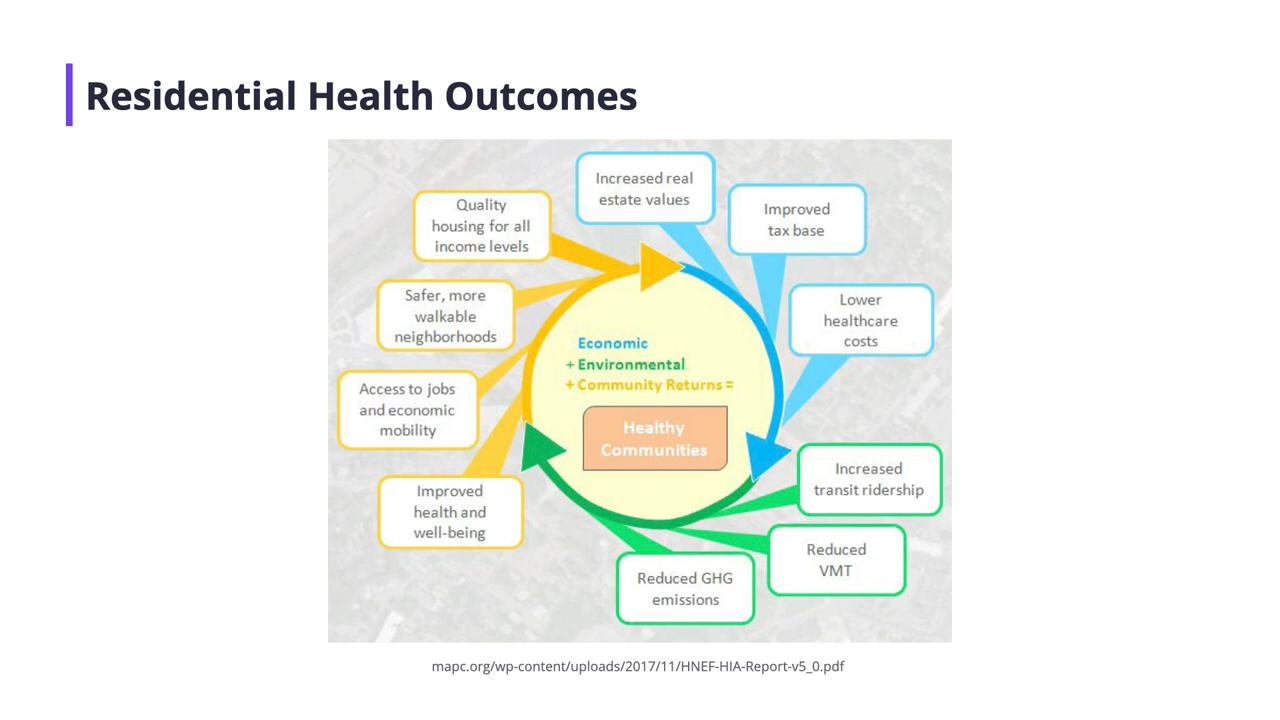 Residential Health Outcomes
Increased real
estate values
Improved
tax base
Lower
healthcare
costs
Increased
transit ridership
Reduced
VMT
Reduced GHG
emissions
Improved
health and
well-being
Access to jobs
and economic
mobility
Safer, more
walkable
neighborhoods
Quality
housing for all
income levels
Economic
+ Environmental
+ Community Returns =
Healthy
Communities
mapc.org/wp-content/uploads/2017/11/HNEF-HIA-Report-v5_0.pdf